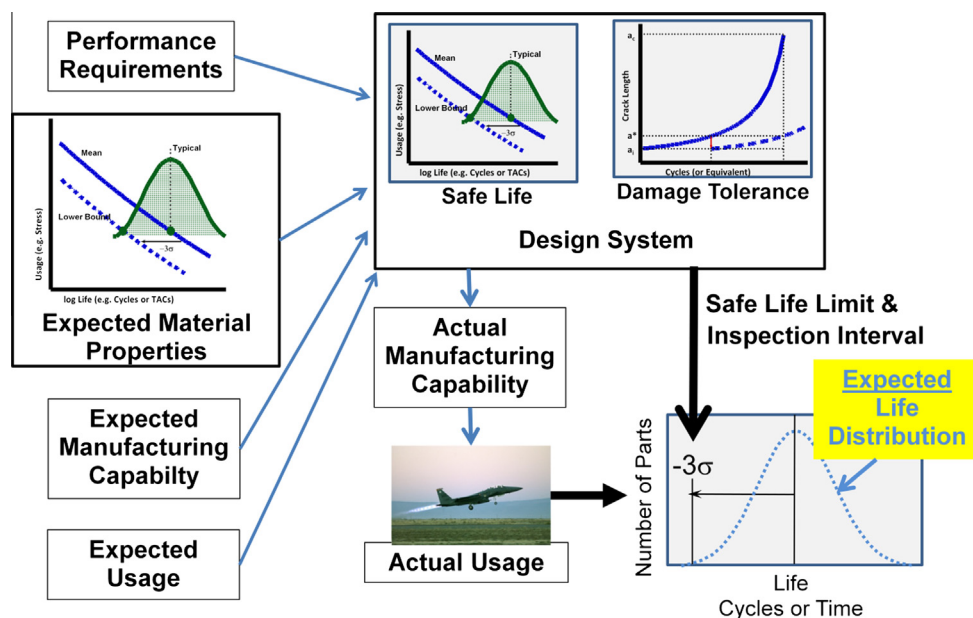 Performance
Requirements
Usage (e.g. Stress)
Mean
Typical
Lower Bound
-3σ
log Life (e.g. Cycles or TACs)
Safe Life
Crack Length
a_c
a*
a_i
Cycles (or Equivalent)
Damage Tolerance
Design System
Usage (e.g. Stress)
Mean
Typical
Lower Bound
-3σ
log Life (e.g. Cycles or TACs)
Expected Material
Properties
Expected
Manufacturing
Capabilty
Expected
Usage
Actual
Manufacturing
Capability
Actual Usage
Safe Life Limit &
Inspection Interval
Expected
Life
Distribution
Number of Parts
-3σ
Life
Cycles or Time